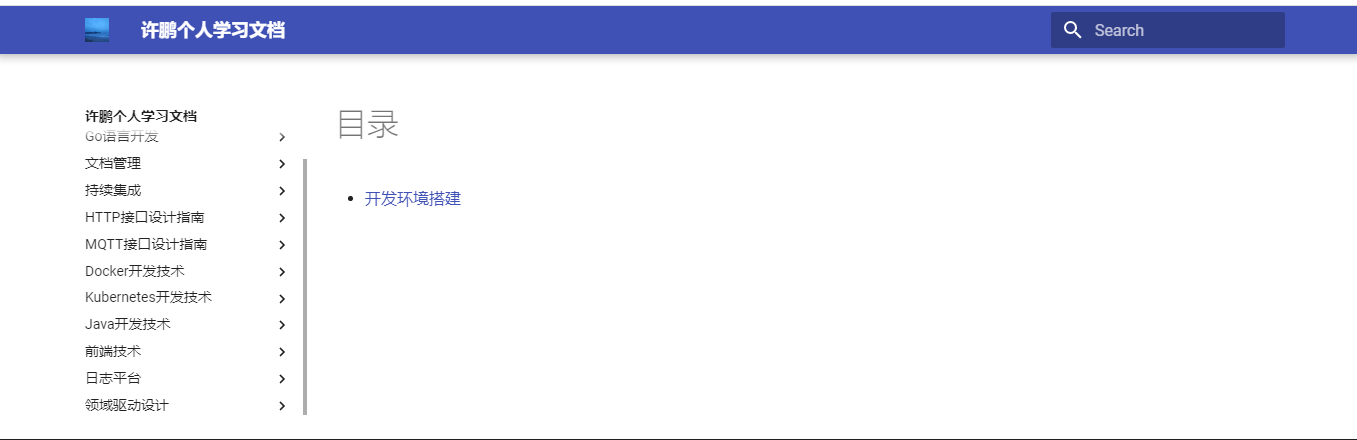 许鹏个人学习文档
Search
许鹏个人学习文档
Go语言开发
文档管理
持续集成
HTTP接口设计指南
MQTT接口设计指南
Docker开发技术
Kubernetes开发技术
Java开发技术
前端技术
日志平台
领域驱动设计
目录
开发环境搭建